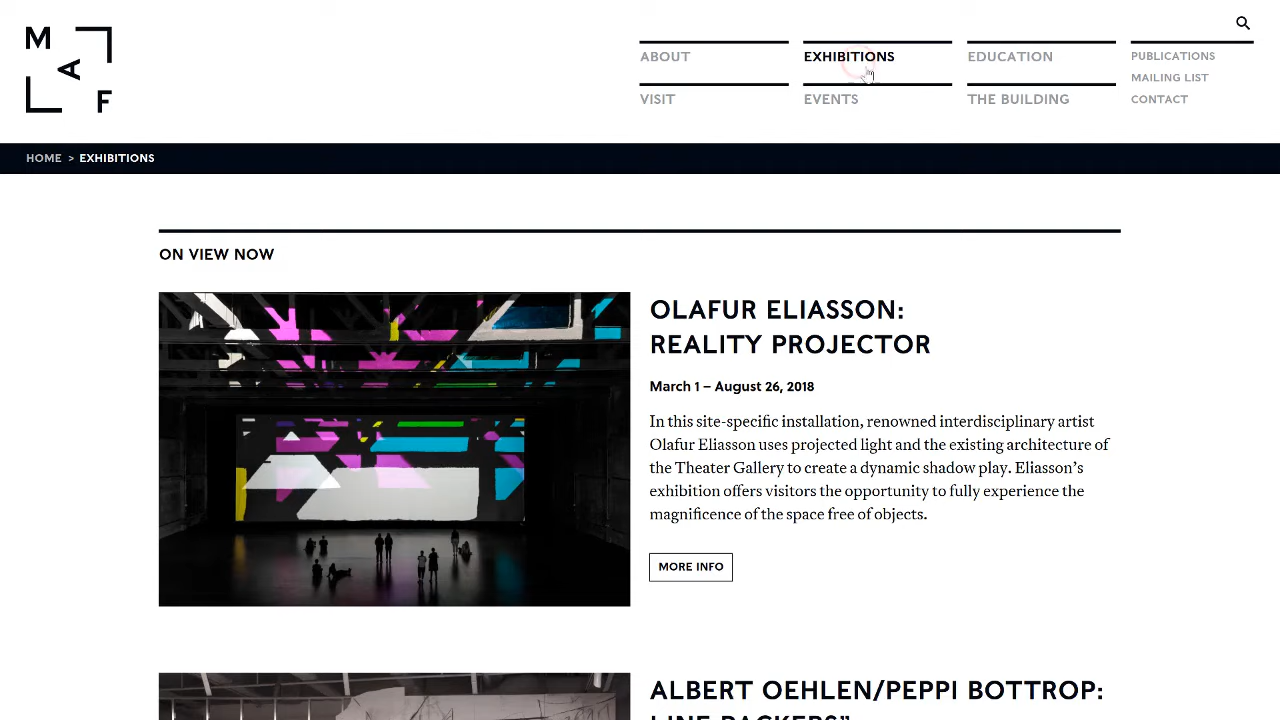 M
A
F
ABOUT
EXHIBITIONS
EDUCATION
PUBLICATIONS
MAILING LIST
VISIT
EVENTS
THE BUILDING
CONTACT
HOME > EXHIBITIONS
ON VIEW NOW
OLAFUR ELIASSON:
REALITY PROJECTOR
March 1 – August 26, 2018
In this site-specific installation, renowned interdisciplinary artist
Olafur Eliasson uses projected light and the existing architecture of
the Theater Gallery to create a dynamic shadow play. Eliasson’s
exhibition offers visitors the opportunity to fully experience the
magnificence of the space free of objects.
MORE INFO
ALBERT OEHLEN/PEPPI BOTTROP:
LINE PACKERS”